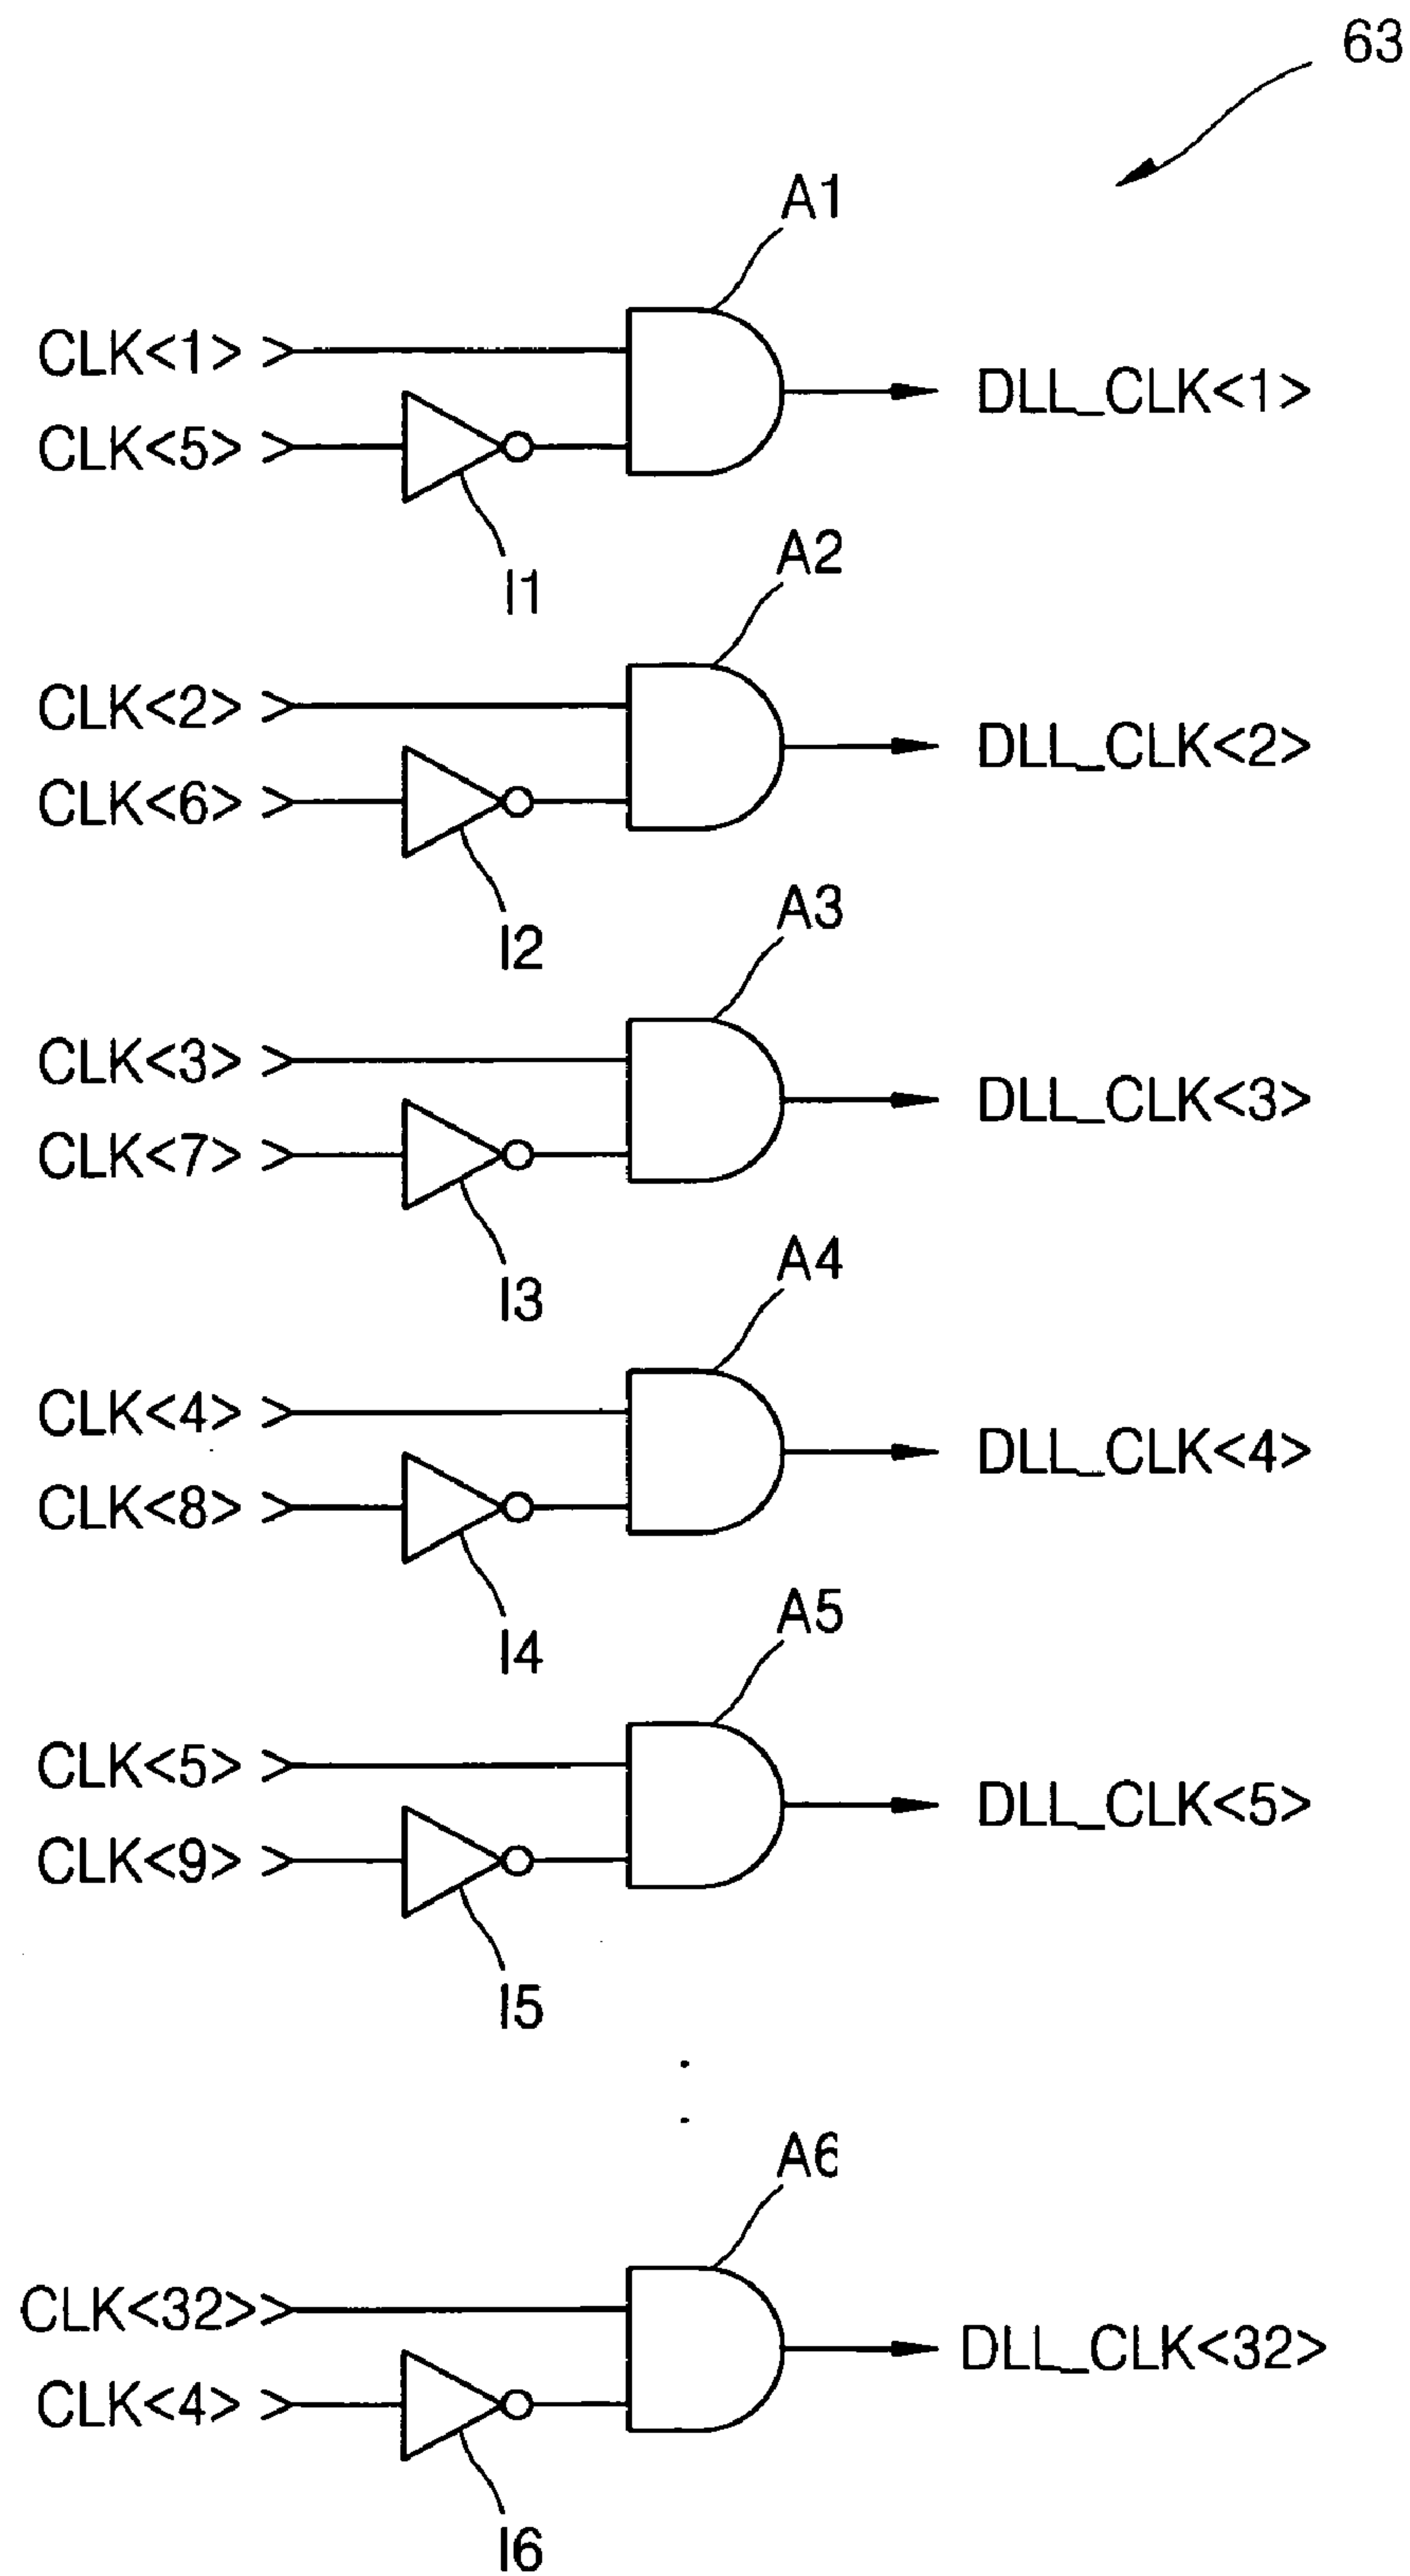 63
A1
CLK<1>
DLL_CLK<1>
CLK<5>
I1
A2
CLK<2>
DLL_CLK<2>
CLK<6>
I2
A3
CLK<3>
DLL_CLK<3>
CLK<7>
I3
A4
CLK<4>
DLL_CLK<4>
CLK<8>
I4
A5
CLK<5>
DLL_CLK<5>
CLK<9>
I5
A6
CLK<32>
DLL_CLK<32>
CLK<4>
I6